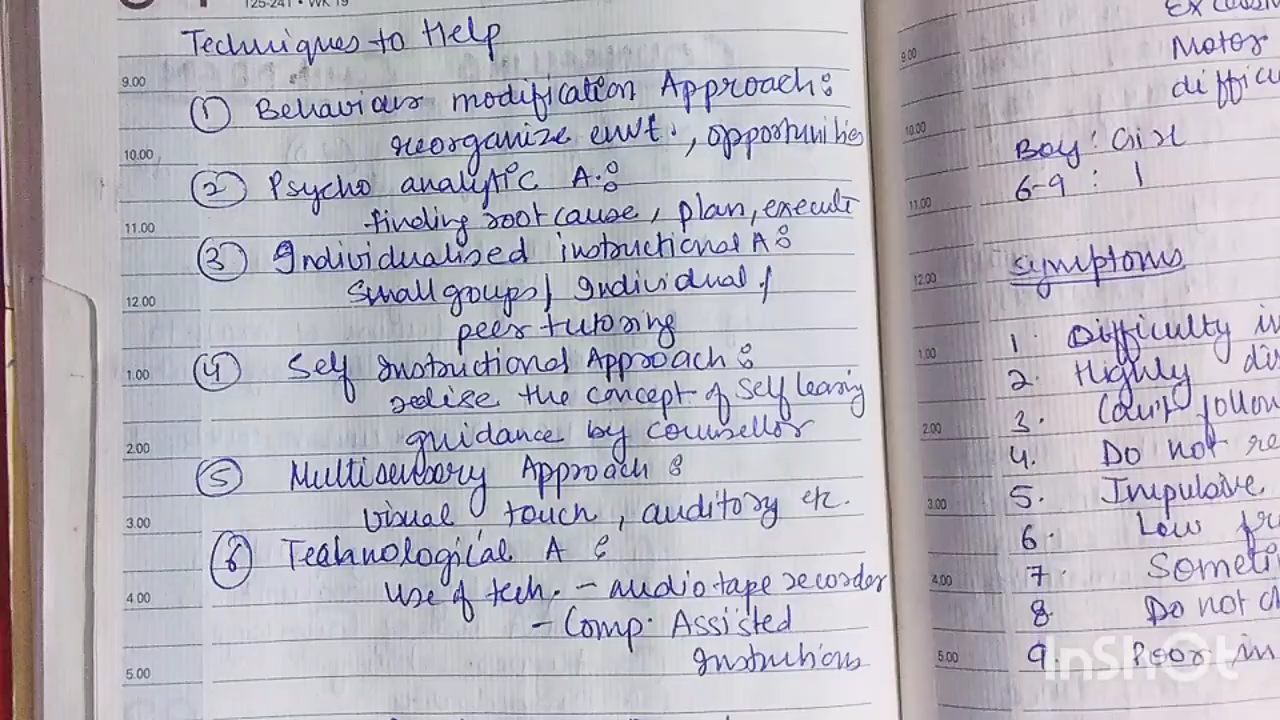 125-241 • WK 19
Techniques to Help
9.00
① Behaviour modification Approach:
reorganize envt., opportunities
10.00
② Psycho analytic A.:
finding root cause, plan, execute
11.00
③ Individualised instructional A:
Small groups/ Individual /
12.00
peer tutoring
④ Self Instructional Approach:
1.00
the concept of Self
guidance by counsellor
2.00
⑤ Multisensory Approach:
visual touch, auditory etc.
3.00
⑥ Technological A:
use of tech. - audio-tape recorder
4.00
- Comp. Assisted
Instructions
5.00
Motor
9.00
diffic
10.00
Boy : Girl
6-9 : 1
11.00
Symptoms
12.00
1. Difficulty in
1.00
2. Highly dis
3. Can't follow
2.00
4. Do not re
5. Impulsive
3.00
6. Low fr
7. Someti
4.00
8. Do not
9. Poor in
5.00
InShot